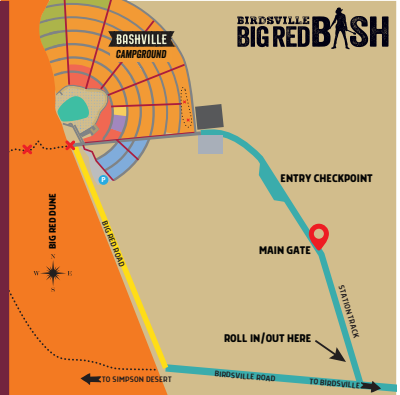 BIRDSVILLE
BIG RED BASH
BASHVILLE
CAMPGROUND
ENTRY CHECKPOINT
P
BIG RED DUNE
BIG RED ROAD
MAIN GATE
N
W E
S
STATION TRACK
ROLL IN/OUT HERE
TO SIMPSON DESERT
BIRDSVILLE ROAD
TO BIRDSVILLE